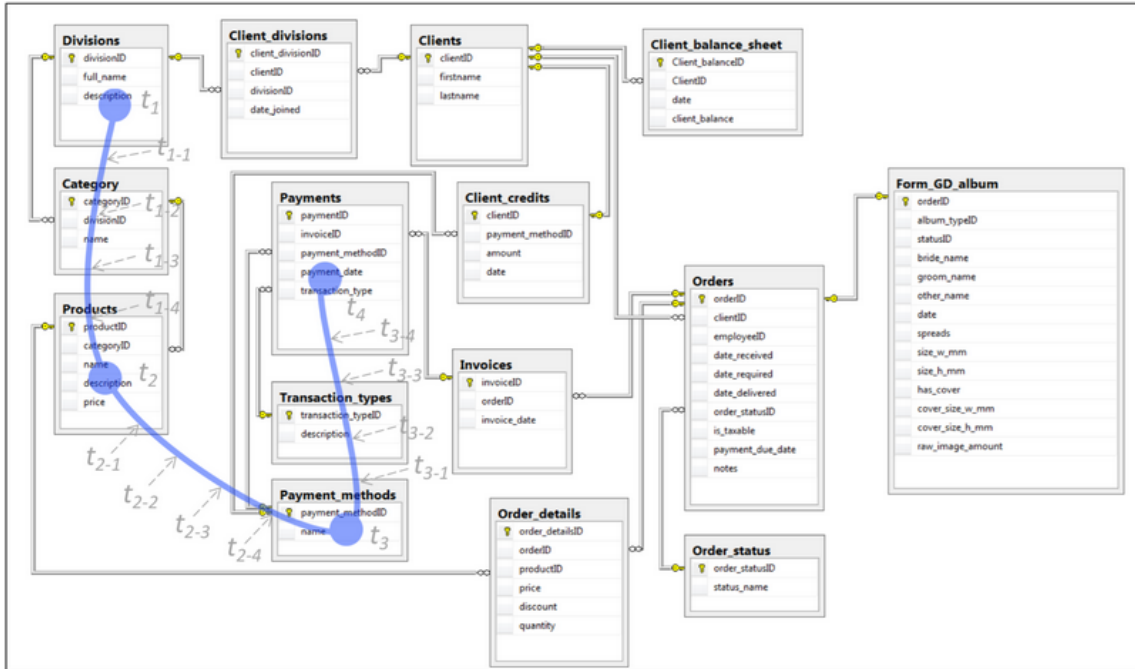 Divisions
divisionID
full_name
description
Client_divisions
client_divisionID
clientID
divisionID
date_joined
Clients
clientID
firstname
lastname
Client_balance_sheet
Client_balanceID
ClientID
date
client_balance
t1
t1-1
Category
categoryID
divisionID
name
t1-2
t1-3
t1-4
Payments
paymentID
invoiceID
payment_methodID
payment_date
transaction_type
t4
t3-4
t3-3
Client_credits
clientID
payment_methodID
amount
date
Form_GD_album
orderID
album_typeID
statusID
bride_name
groom_name
other_name
date
spreads
size_w_mm
size_h_mm
has_cover
cover_size_w_mm
cover_size_h_mm
raw_image_amount
Products
productID
categoryID
name
description
price
t2
t2-1
t2-2
t2-3
t2-4
Transaction_types
transaction_typeID
description
t3-2
t3-1
Invoices
invoiceID
orderID
invoice_date
Orders
orderID
clientID
employeeID
date_received
date_required
date_delivered
order_statusID
is_taxable
payment_due_date
notes
Payment_methods
payment_methodID
name
t3
Order_details
order_detailsID
orderID
productID
price
discount
quantity
Order_status
order_statusID
status_name